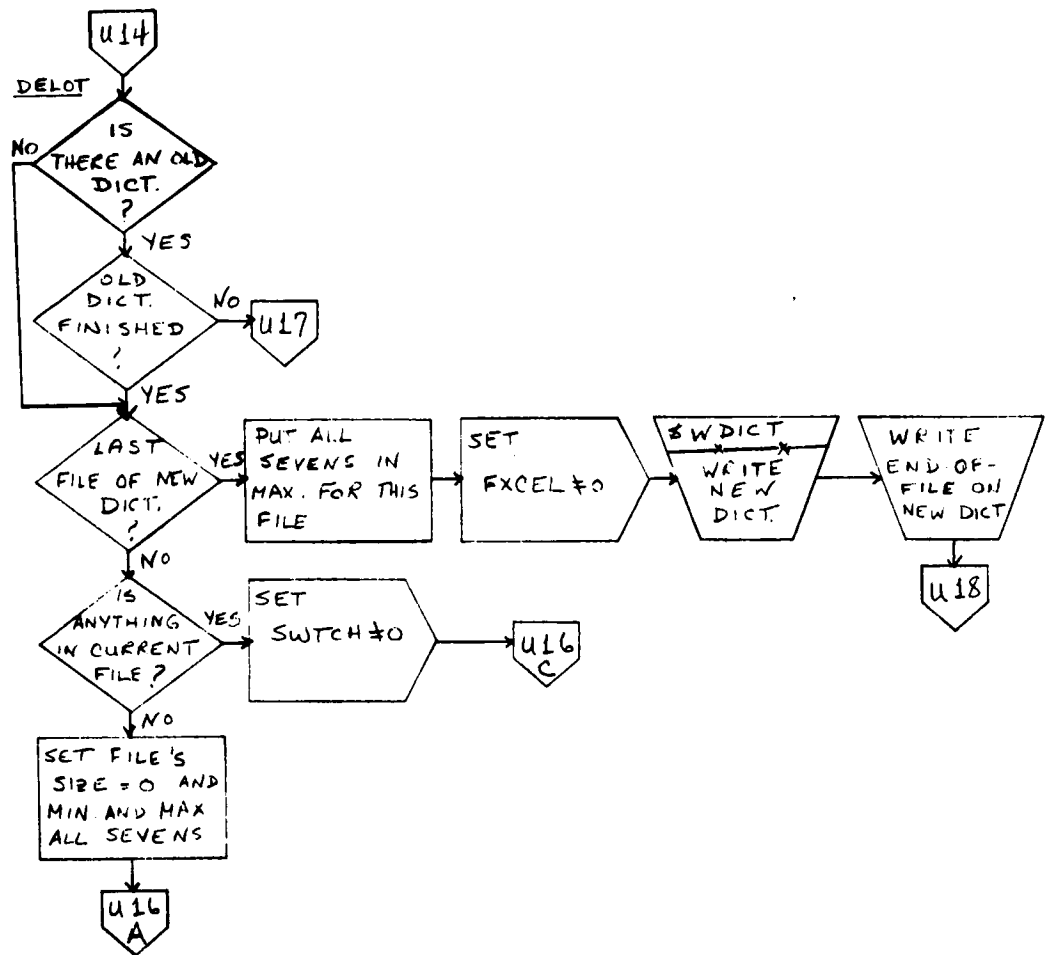 U14
DELOT
IS
THERE AN OLD
DICT.
?
NO
YES
OLD
DICT.
FINISHED
?
NO
U17
YES
LAST
FILE OF NEW
DICT.
?
YES
PUT ALL
SEVENS IN
MAX. FOR THIS
FILE
SET
EXCEL ≠0
$WDICT
WRITE
NEW
DICT.
WRITE
END OF-
FILE ON
NEW DICT
U18
NO
IS
ANYTHING
IN CURRENT
FILE?
YES
SET
SWTCH≠0
U16
C
NO
SET FILE'S
SIZE = 0 AND
MIN. AND MAX
ALL SEVENS
U16
A